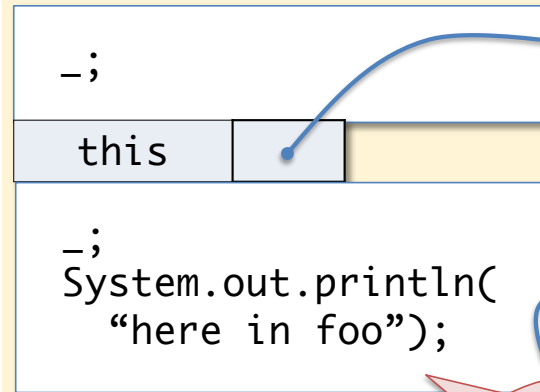 _;
this
_;
System.out.println(
“here in foo”);